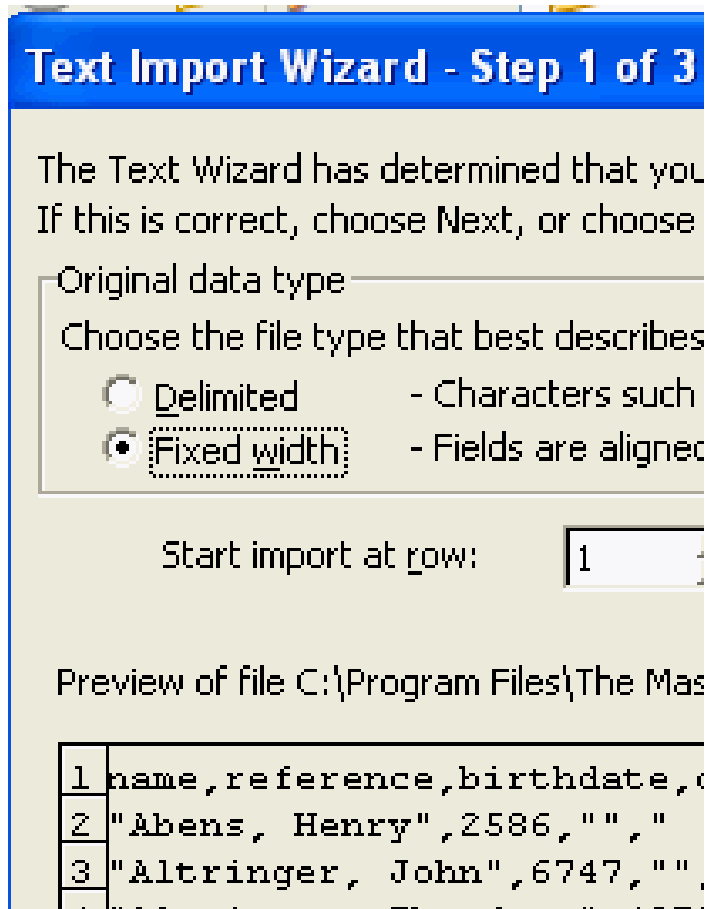 Text Import Wizard - Step 1 of 3
The Text Wizard has determined that you
If this is correct, choose Next, or choose
Original data type
Choose the file type that best describes
Delimited - Characters such
Fixed width - Fields are aligned
Start import at row: 1
Preview of file C:\Program Files\The Mas
1 name,reference,birthdate,
2 "Abens, Henry",2586,"","
3 "Altringer, John",6747,"",